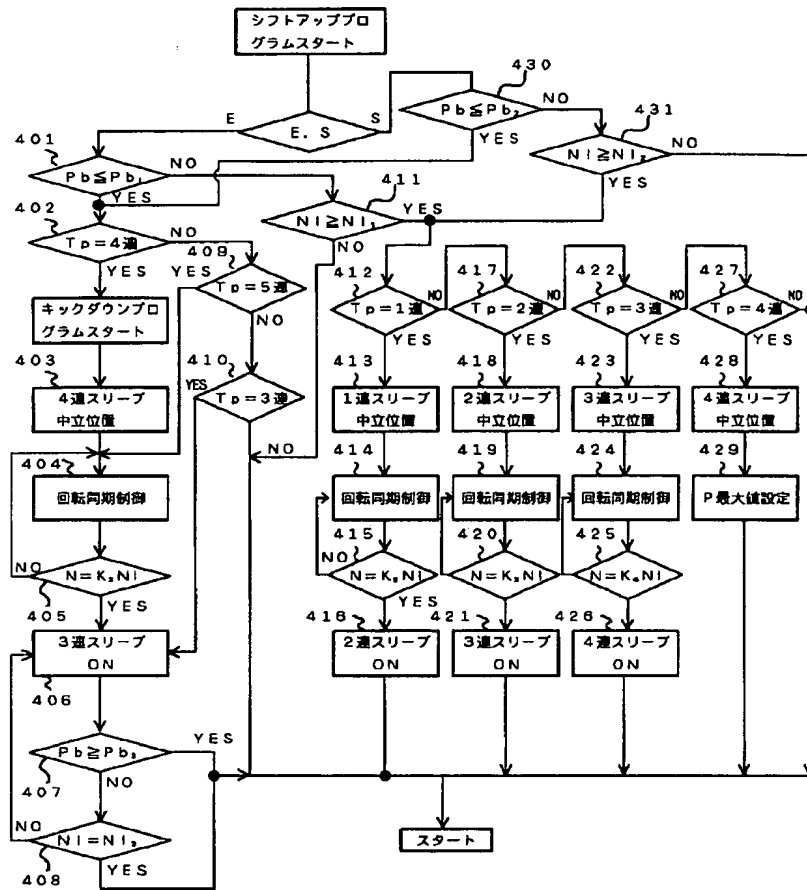 シフトアッププロ
グラムスタート
430
E
E．S
S
Pb≦Pb₂
NO
431
401
YES
Pb≦Pb₁
NO
NI≧NI₂
NO
YES
YES
411
402
NI≧NI₁
YES
NO
Tp＝4速
NO
409
YES
YES
Tp＝5速
NO
412
Tp＝1速
NO
YES
417
Tp＝2速
NO
YES
422
Tp＝3速
NO
YES
427
Tp＝4速
NO
YES
キックダウンプロ
グラムスタート
410
YES
Tp＝3速
NO
403
4速スリーブ
中立位置
413
1速スリーブ
中立位置
418
2速スリーブ
中立位置
423
3速スリーブ
中立位置
428
4速スリーブ
中立位置
404
回転同期制御
414
回転同期制御
419
回転同期制御
424
回転同期制御
429
P最大値設定
NO
405
YES
415
NO
YES
420
425
406
3速スリーブ
ON
416
2速スリーブ
ON
421
3速スリーブ
ON
426
4速スリーブ
ON
407
Pb≧Pb₃
YES
NO
408
NO
YES
スタート